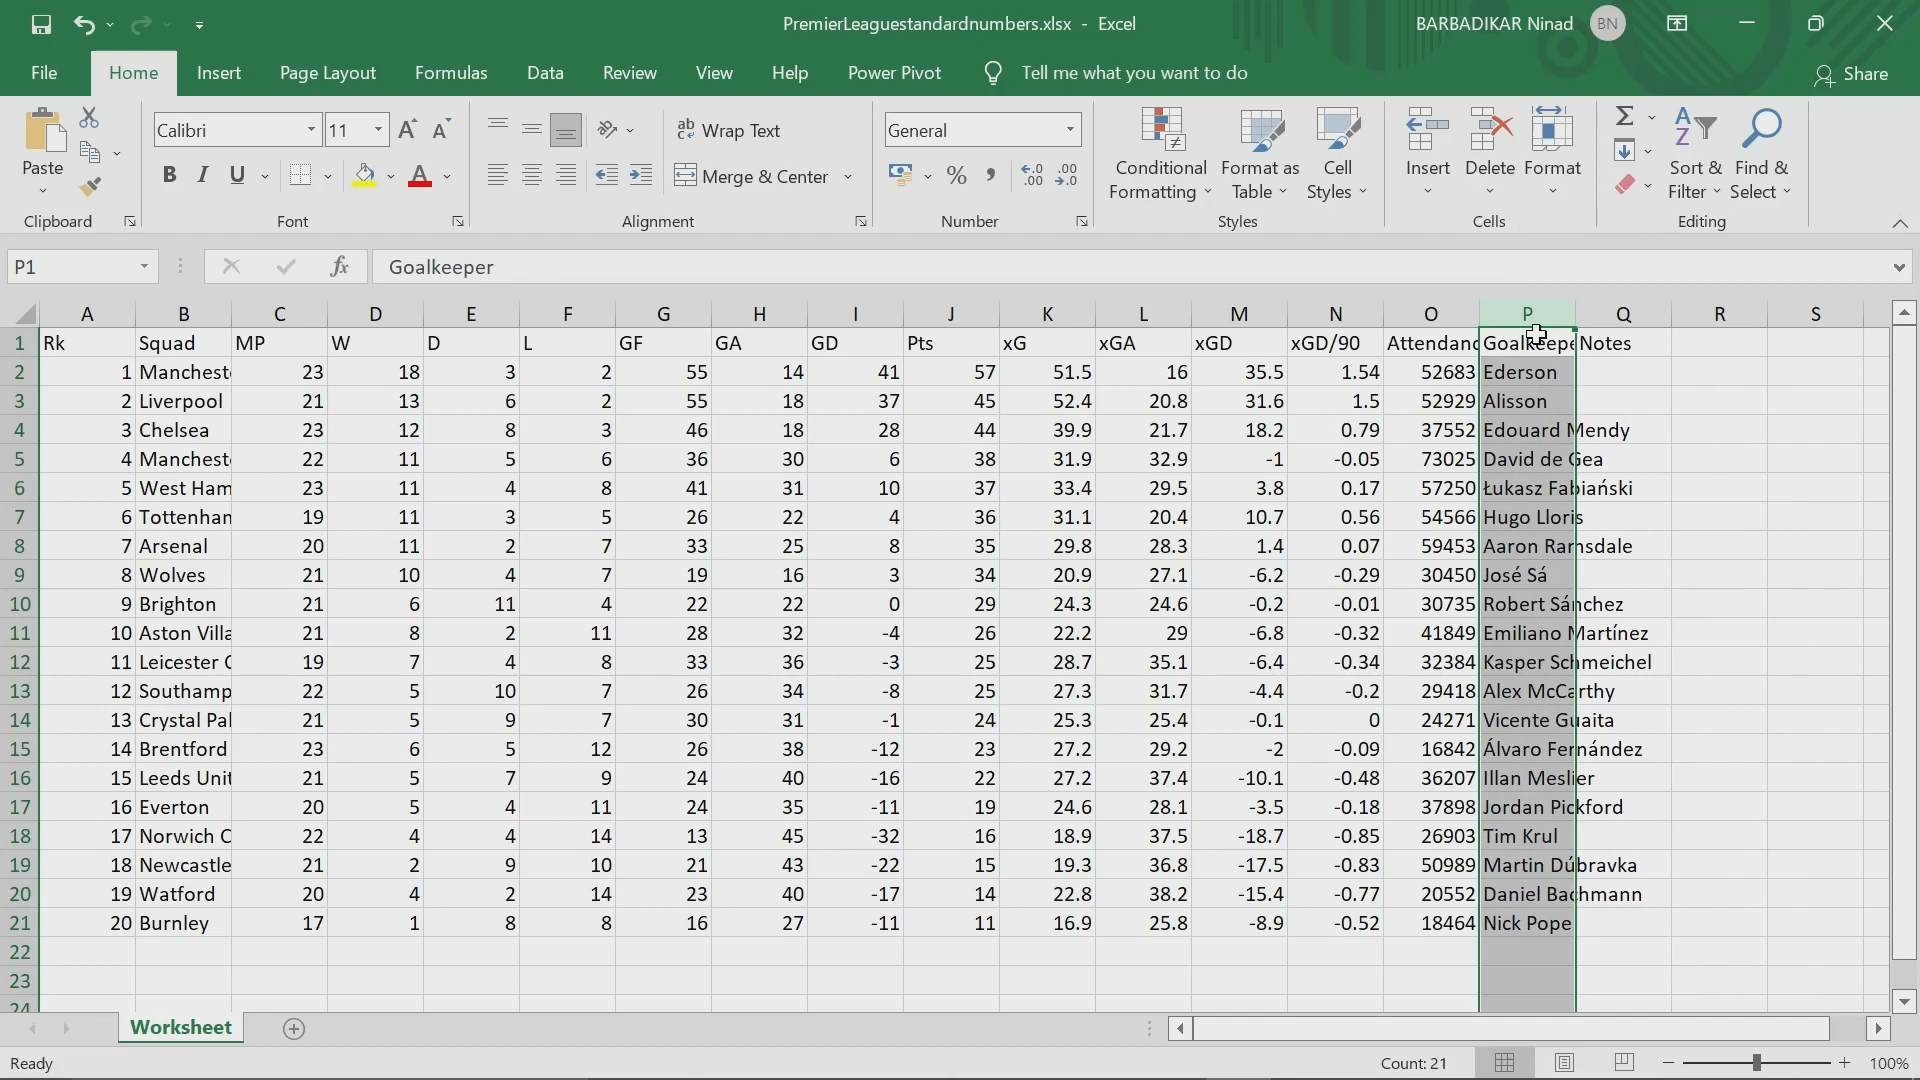 PremierLeaguestandardnumbers.xlsx - Excel
BARBADIKAR Ninad BN
File Home Insert Page Layout Formulas Data Review View Help Power Pivot Tell me what you want to do Share
Calibri 11 Wrap Text General
Paste B I U Merge & Center % Conditional Formatting Format as Table Cell Styles Insert Delete Format Sort & Filter Find & Select
Clipboard Font Alignment Number Styles Cells Editing
P1 fx Goalkeeper
A B C D E F G H I J K L M N O P Q R S
1 Rk Squad MP W D L GF GA GD Pts xG xGA xGD xGD/90 Attendanc Goalkeepe Notes
2 1 Manchest 23 18 3 2 55 14 41 57 51.5 16 35.5 1.54 52683 Ederson
3 2 Liverpool 21 13 6 2 55 18 37 45 52.4 20.8 31.6 1.5 52929 Alisson
4 3 Chelsea 23 12 8 3 46 18 28 44 39.9 21.7 18.2 0.79 37552 Edouard Mendy
5 4 Manchest 22 11 5 6 36 30 6 38 31.9 32.9 -1 -0.05 73025 David de Gea
6 5 West Ham 23 11 4 8 41 31 10 37 33.4 29.5 3.8 0.17 57250 Łukasz Fabiański
7 6 Tottenhan 19 11 3 5 26 22 4 36 31.1 20.4 10.7 0.56 54566 Hugo Lloris
8 7 Arsenal 20 11 2 7 33 25 8 35 29.8 28.3 1.4 0.07 59453 Aaron Ramsdale
9 8 Wolves 21 10 4 7 19 16 3 34 20.9 27.1 -6.2 -0.29 30450 José Sá
10 9 Brighton 21 6 11 4 22 22 0 29 24.3 24.6 -0.2 -0.01 30735 Robert Sánchez
11 10 Aston Villa 21 8 2 11 28 32 -4 26 22.2 29 -6.8 -0.32 41849 Emiliano Martínez
12 11 Leicester C 19 7 4 8 33 36 -3 25 28.7 35.1 -6.4 -0.34 32384 Kasper Schmeichel
13 12 Southamp 22 5 10 7 26 34 -8 25 27.3 31.7 -4.4 -0.2 29418 Alex McCarthy
14 13 Crystal Pal 21 5 9 7 30 31 -1 24 25.3 25.4 -0.1 0 24271 Vicente Guaita
15 14 Brentford 23 6 5 12 26 38 -12 23 27.2 29.2 -2 -0.09 16842 Álvaro Fernández
16 15 Leeds Unit 21 5 7 9 24 40 -16 22 27.2 37.4 -10.1 -0.48 36207 Illan Meslier
17 16 Everton 20 5 4 11 24 35 -11 19 24.6 28.1 -3.5 -0.18 37898 Jordan Pickford
18 17 Norwich C 22 4 4 14 13 45 -32 16 18.9 37.5 -18.7 -0.85 26903 Tim Krul
19 18 Newcastle 21 2 9 10 21 43 -22 15 19.3 36.8 -17.5 -0.83 50989 Martin Dúbravka
20 19 Watford 20 4 2 14 23 40 -17 14 22.8 38.2 -15.4 -0.77 20552 Daniel Bachmann
21 20 Burnley 17 1 8 8 16 27 -11 11 16.9 25.8 -8.9 -0.52 18464 Nick Pope
22
23
24
Worksheet
Ready Count: 21 100%